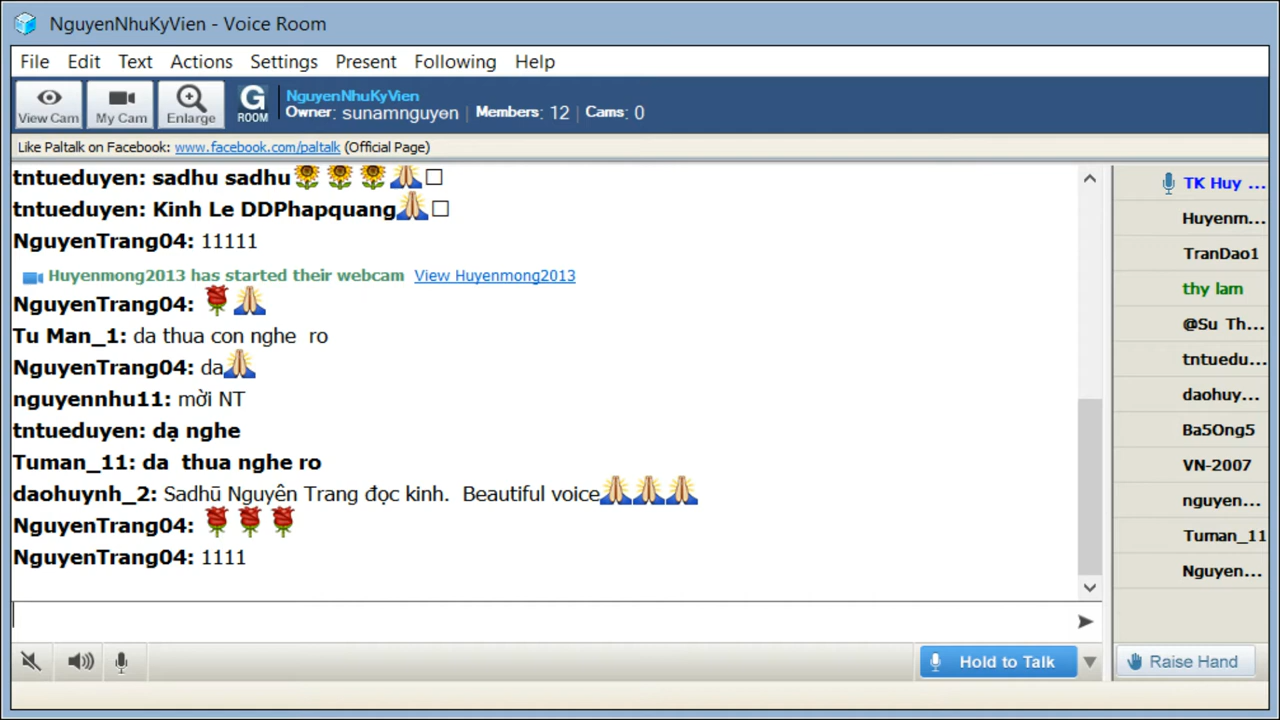 NguyenNhuKyVien - Voice Room
File Edit Text Actions Settings Present Following Help
View Cam My Cam Enlarge G ROOM
NguyenNhuKyVien
Owner: sunamnguyen Members: 12 Cams: 0
Like Paltalk on Facebook: www.facebook.com/paltalk (Official Page)
tntueduyen: sadhu sadhu🌻🌻🌻🙏□
tntueduyen: Kinh Le DDPhapquang🙏□
NguyenTrang04: 11111
Huyenmong2013 has started their webcam View Huyenmong2013
NguyenTrang04: 🌹🙏
Tu Man_1: da thua con nghe ro
NguyenTrang04: da🙏
nguyennhu11: mời NT
tntueduyen: dạ nghe
Tuman_11: da thua nghe ro
daohuynh_2: Sadhū Nguyên Trang đọc kinh. Beautiful voice🙏🙏🙏
NguyenTrang04: 🌹🌹🌹
NguyenTrang04: 1111
TK Huy ...
Huyenm...
TranDao1
thy lam
@Su Th...
tntuedu...
daohuy...
Ba5Ong5
VN-2007
nguyen...
Tuman_11
Nguyen...
Hold to Talk
Raise Hand